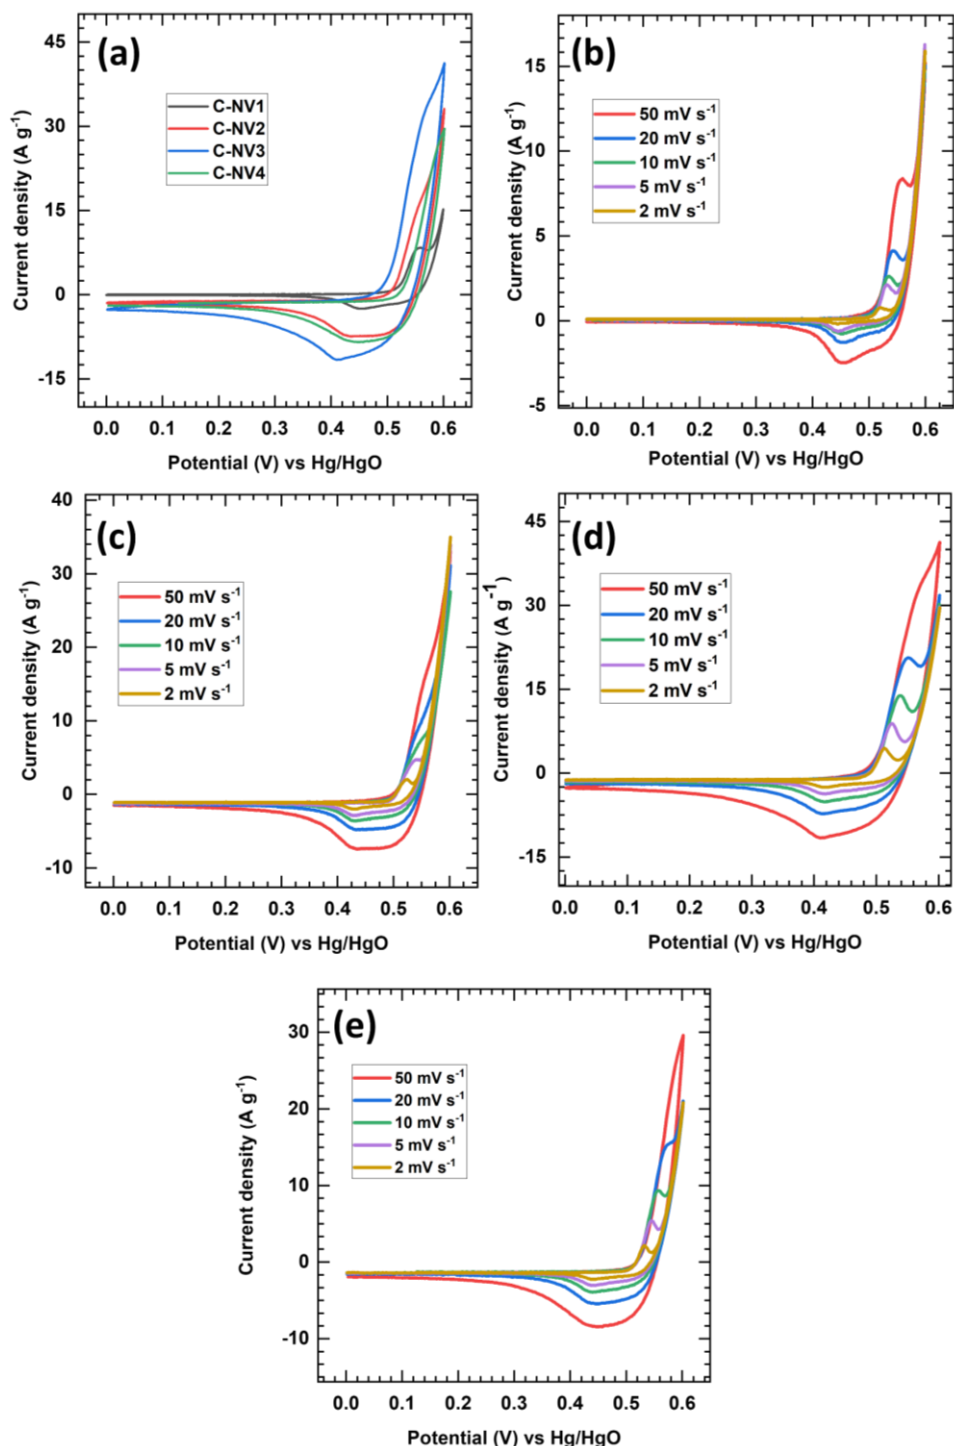 (a)
45
30
15
0
-15
Current density (A g⁻¹)
C-NV1
C-NV2
C-NV3
C-NV4
0.0 0.1 0.2 0.3 0.4 0.5 0.6
Potential (V) vs Hg/HgO
(b)
15
10
5
0
-5
Current density (A g⁻¹)
50 mV s⁻¹
20 mV s⁻¹
10 mV s⁻¹
5 mV s⁻¹
2 mV s⁻¹
0.0 0.1 0.2 0.3 0.4 0.5 0.6
Potential (V) vs Hg/HgO
(c)
40
30
20
10
0
-10
Current density (A g⁻¹)
50 mV s⁻¹
20 mV s⁻¹
10 mV s⁻¹
5 mV s⁻¹
2 mV s⁻¹
0.0 0.1 0.2 0.3 0.4 0.5 0.6
Potential (V) vs Hg/HgO
(d)
45
30
15
0
-15
Current density (A g⁻¹)
50 mV s⁻¹
20 mV s⁻¹
10 mV s⁻¹
5 mV s⁻¹
2 mV s⁻¹
0.0 0.1 0.2 0.3 0.4 0.5 0.6
Potential (V) vs Hg/HgO
(e)
30
20
10
0
-10
Current density (A g⁻¹)
50 mV s⁻¹
20 mV s⁻¹
10 mV s⁻¹
5 mV s⁻¹
2 mV s⁻¹
0.0 0.1 0.2 0.3 0.4 0.5 0.6
Potential (V) vs Hg/HgO